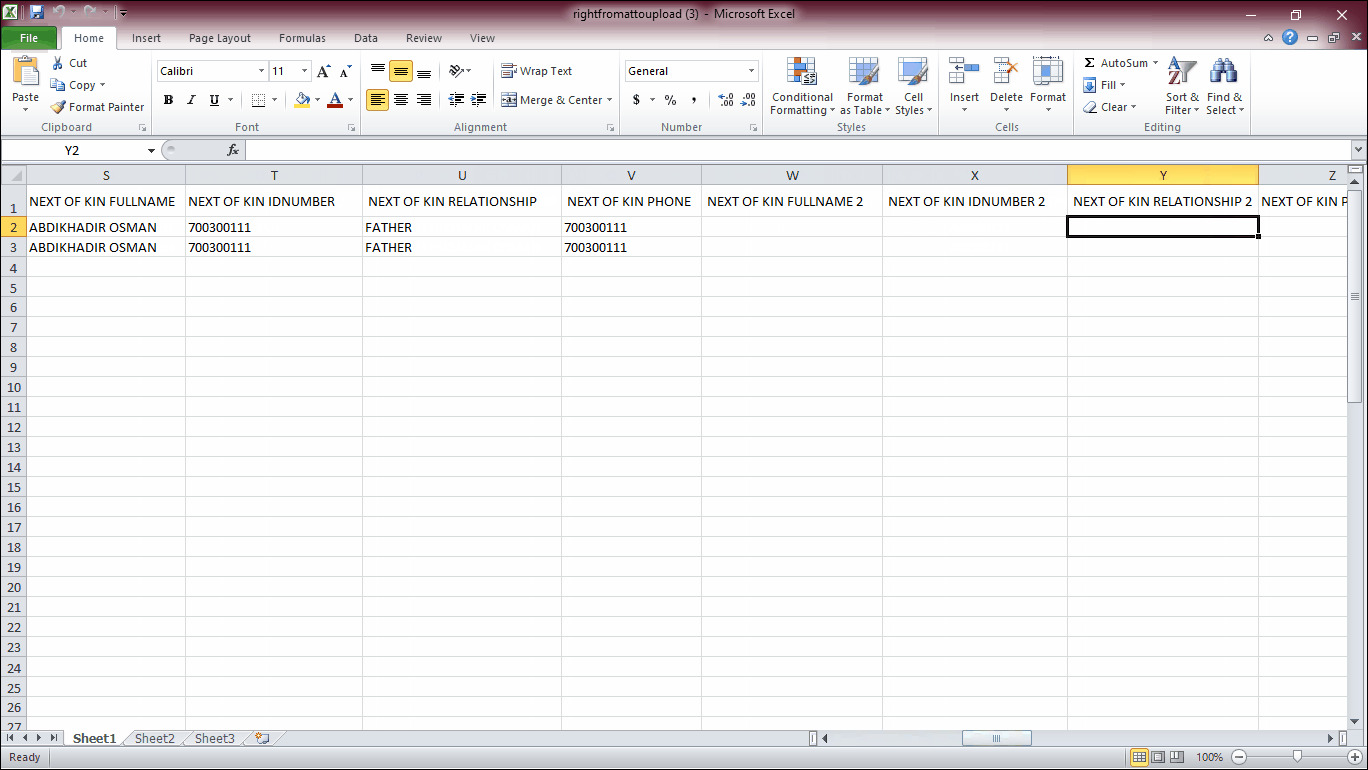 rightfromattoupload (3) - Microsoft Excel
File Home Insert Page Layout Formulas Data Review View
Cut
Copy
Format Painter
Paste
Clipboard
Calibri 11
B I U A
Font
Wrap Text
Merge & Center
Alignment
General
$ % ,
Number
Conditional Formatting
Format as Table
Cell Styles
Styles
Insert Delete Format
Cells
Σ AutoSum
Fill
Clear
Sort & Filter
Find & Select
Editing
Y2 fx
S T U V W X Y Z
1 NEXT OF KIN FULLNAME NEXT OF KIN IDNUMBER NEXT OF KIN RELATIONSHIP NEXT OF KIN PHONE NEXT OF KIN FULLNAME 2 NEXT OF KIN IDNUMBER 2 NEXT OF KIN RELATIONSHIP 2 NEXT OF KIN P
2 ABDIKHADIR OSMAN 700300111 FATHER 700300111
3 ABDIKHADIR OSMAN 700300111 FATHER 700300111
4
5
6
7
8
9
10
11
12
13
14
15
16
17
18
19
20
21
22
23
24
25
26
27
Sheet1 Sheet2 Sheet3
Ready 100%